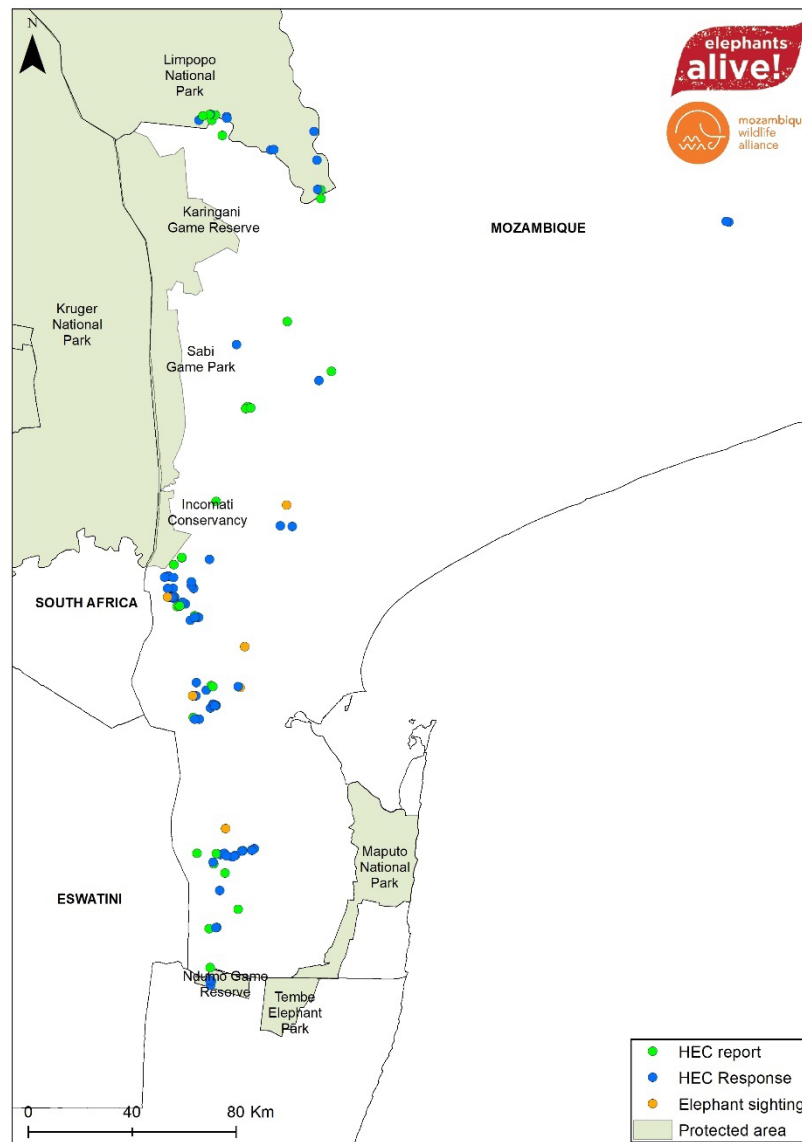 N
elephants
alive!
mozambique
wildlife
alliance
Limpopo
National
Park
Karingani
Game Reserve
MOZAMBIQUE
Kruger
National
Park
Sabi
Game Park
Incomati
Conservancy
SOUTH AFRICA
Maputo
National
Park
ESWATINI
Ndumo Game
Reserve
Tembe
Elephant
Park
HEC report
HEC Response
Elephant sighting
Protected area
0 40 80 Km